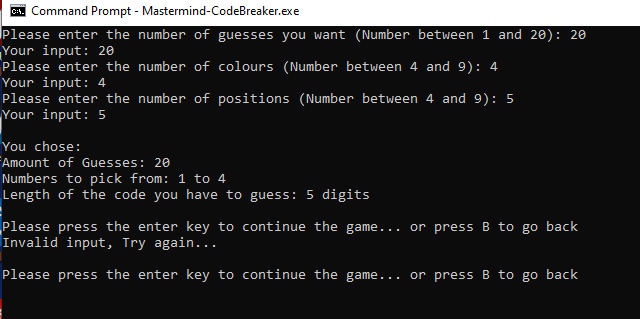 Command Prompt - Mastermind-CodeBreaker.exe
Please enter the number of guesses you want (Number between 1 and 20): 20
Your input: 20
Please enter the number of colours (Number between 4 and 9): 4
Your input: 4
Please enter the number of positions (Number between 4 and 9): 5
Your input: 5
You chose:
Amount of Guesses: 20
Numbers to pick from: 1 to 4
Length of the code you have to guess: 5 digits
Please press the enter key to continue the game... or press B to go back
Invalid input, Try again...
Please press the enter key to continue the game... or press B to go back